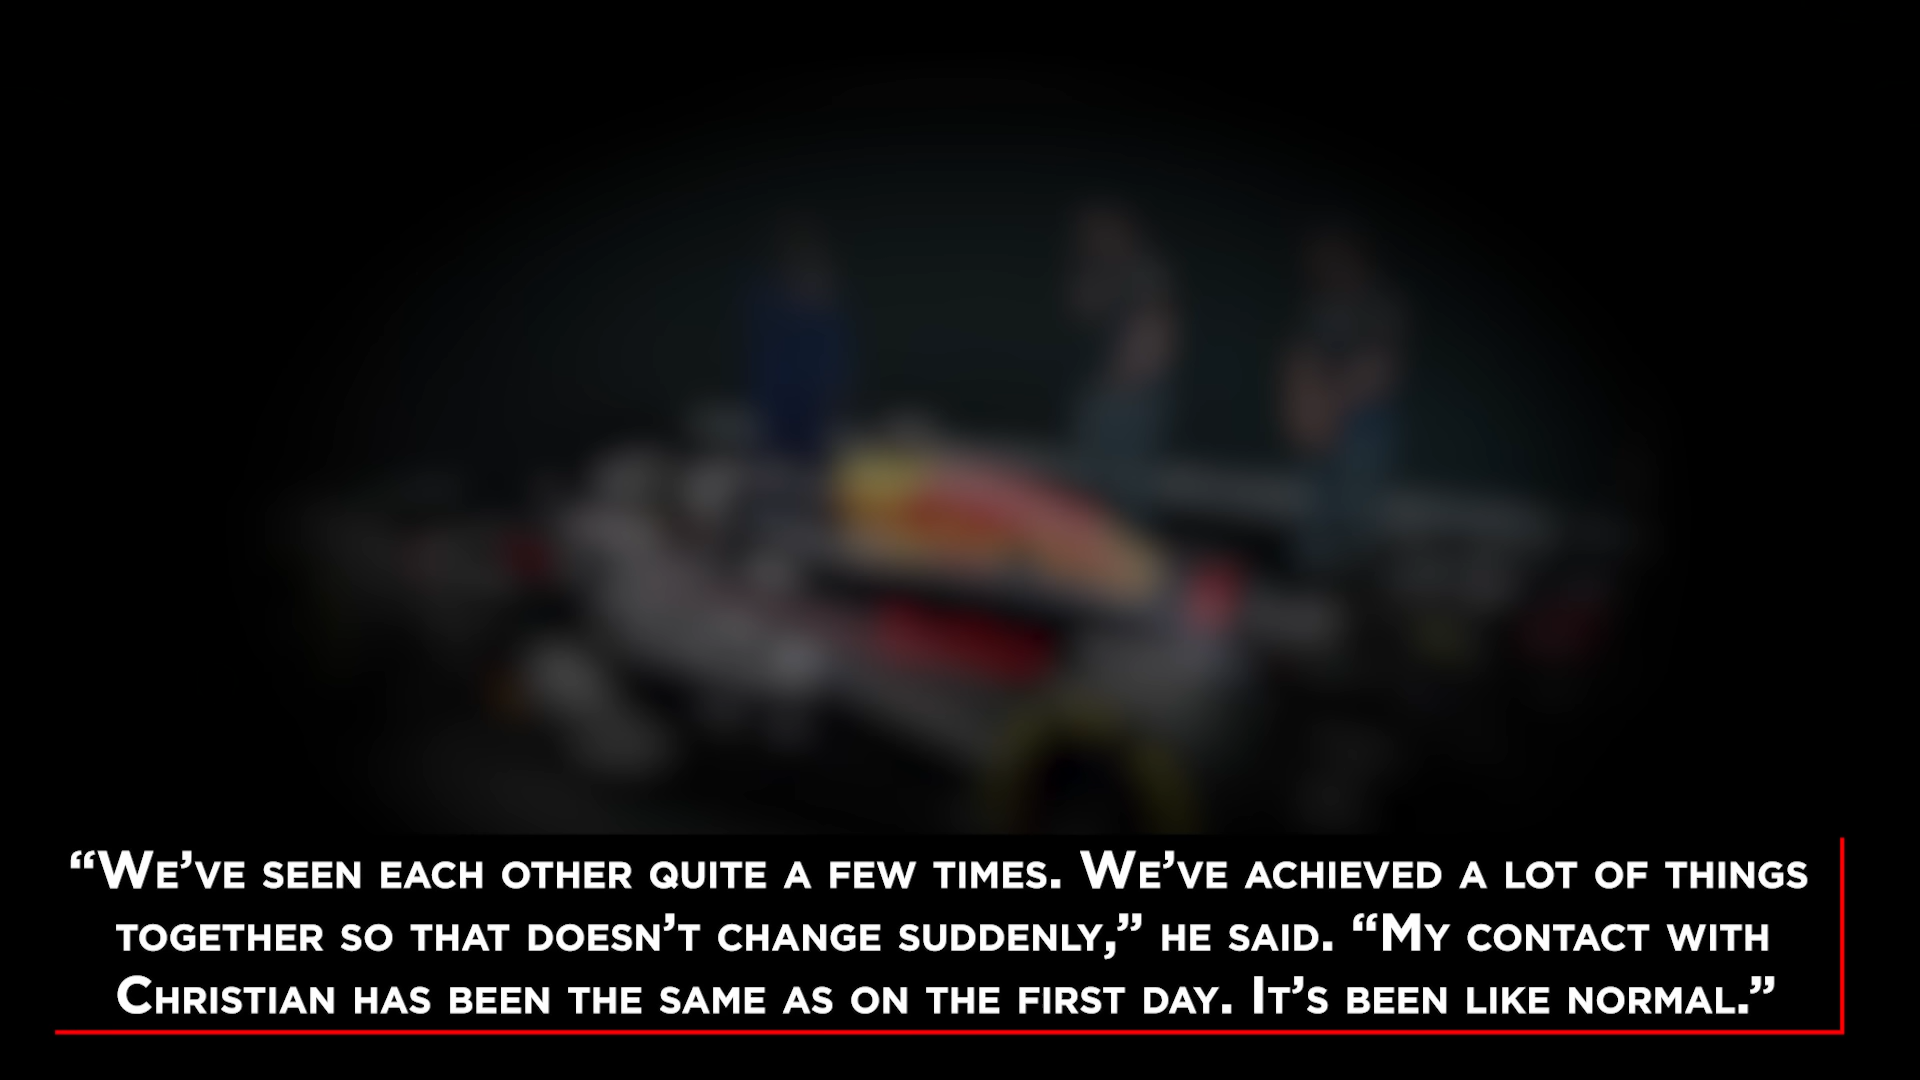 “We’ve seen each other quite a few times. We’ve achieved a lot of things
together so that doesn’t change suddenly,” he said. “My contact with
Christian has been the same as on the first day. It’s been like normal.”